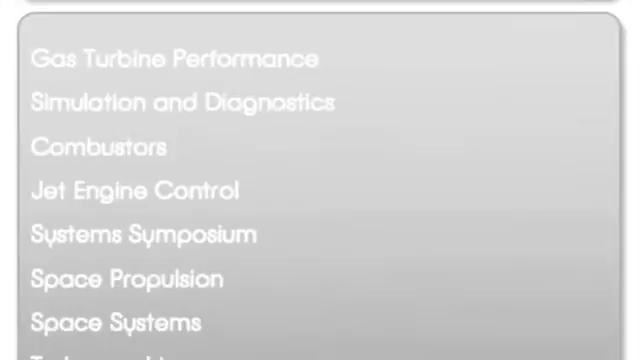 Gas Turbine Performance
Simulation and Diagnostics
Combustors
Jet Engine Control
Systems Symposium
Space Propulsion
Space Systems